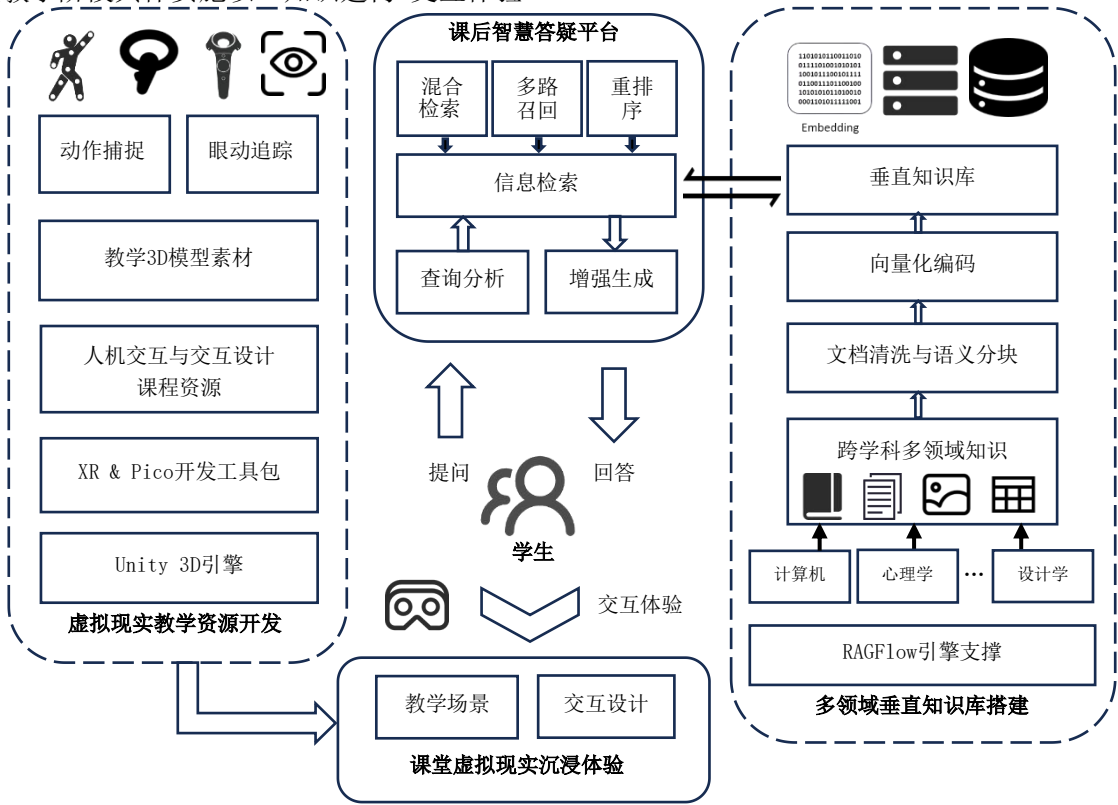 动作捕捉
眼动追踪
教学3D模型素材
人机交互与交互设计
课程资源
XR & Pico开发工具包
Unity 3D引擎
虚拟现实教学资源开发
课后智慧答疑平台
混合
检索
多路
召回
重排
序
信息检索
查询分析
增强生成
提问
回答
学生
交互体验
教学场景
交互设计
课堂虚拟现实沉浸体验
1101010110011010
0111101001010101
1001011100101111
0110011101100100
1010101011010010
0001101011111001
Embedding
垂直知识库
向量化编码
文档清洗与语义分块
跨学科多领域知识
计算机
心理学
…
设计学
RAGFlow引擎支撑
多领域垂直知识库搭建